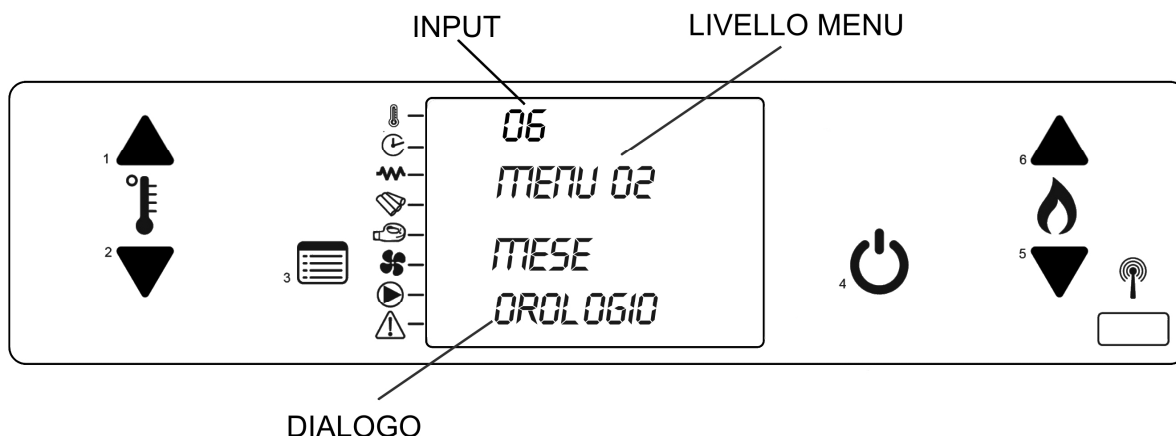 INPUT
LIVELLO MENU
06
MENU 02
MESE
OROLOGIO
1
2
3
4
6
5
DIALOGO